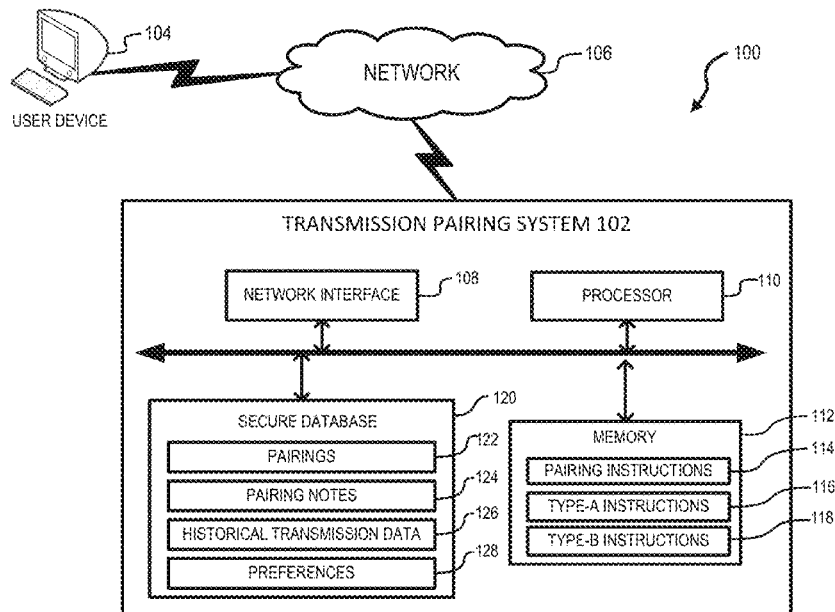 104
USER DEVICE
NETWORK
106
100
TRANSMISSION PAIRING SYSTEM 102
NETWORK INTERFACE
108
PROCESSOR
110
SECURE DATABASE
120
PAIRINGS
122
PAIRING NOTES
124
HISTORICAL TRANSMISSION DATA
126
PREFERENCES
128
MEMORY
112
PAIRING INSTRUCTIONS
114
TYPE-A INSTRUCTIONS
116
TYPE-B INSTRUCTIONS
118